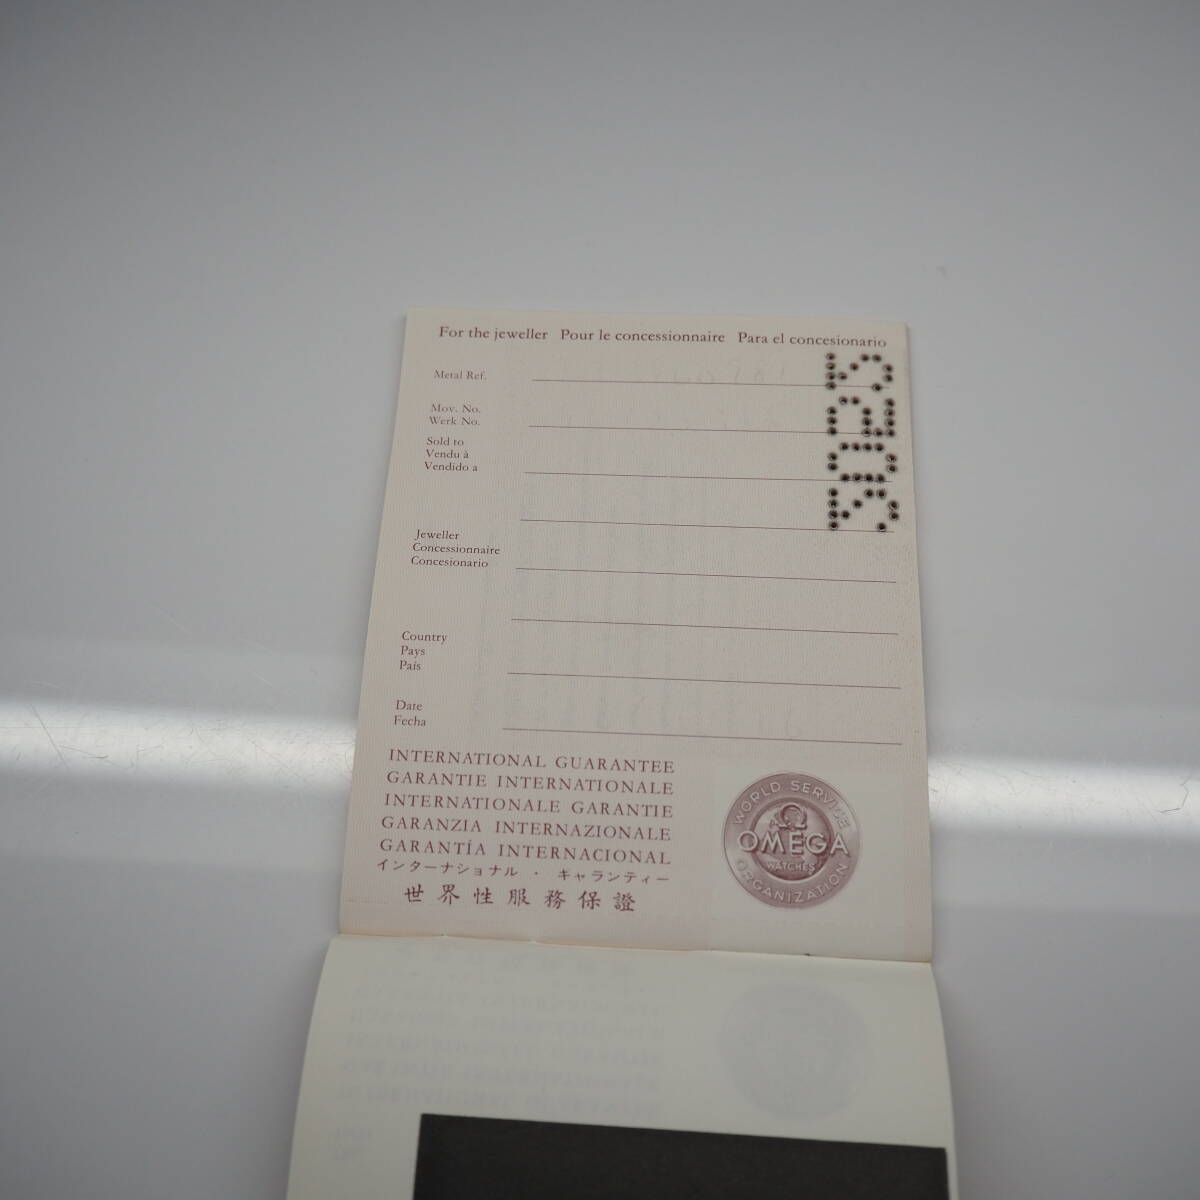 For the jeweller Pour le concessionnaire Para el concesionario
Metal Ref.
Mov. No.
Werk No.
Sold to
Vendu à
Vendido a
Jeweller
Concessionnaire
Concesionario
Country
Pays
País
Date
Fecha
INTERNATIONAL GUARANTEE
GARANTIE INTERNATIONALE
INTERNATIONALE GARANTIE
GARANZIA INTERNAZIONALE
GARANTÍA INTERNACIONAL
インターナショナル・キャランティー
世界性服務保證
WORLD SERVICE
Ω
OMEGA
WATCHES
ORGANIZATION